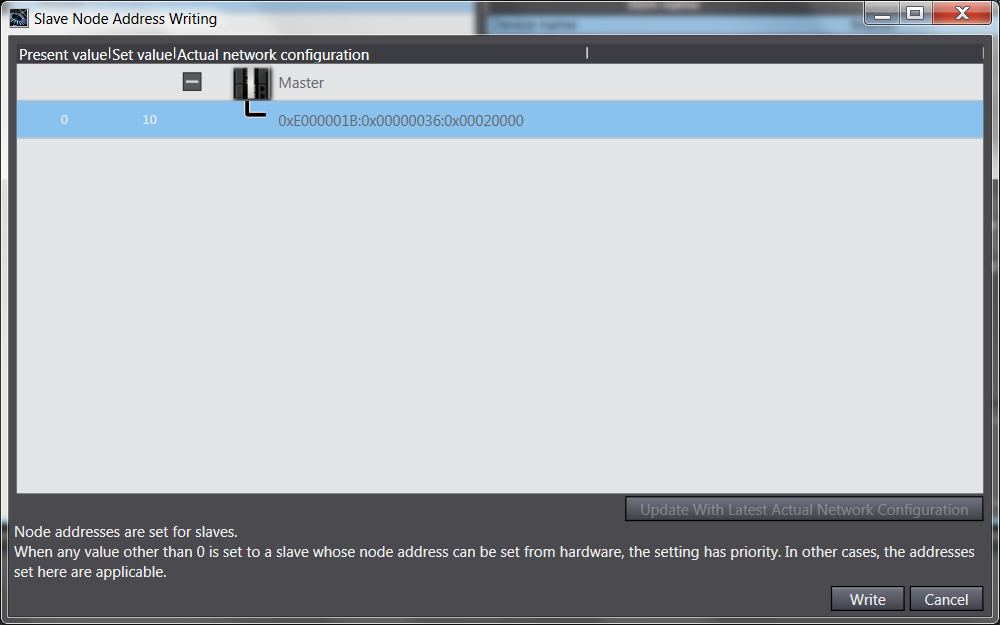 Slave Node Address Writing
Present value Set value Actual network configuration
Master
0 10 0xE000001B:0x00000036:0x00020000
Update With Latest Actual Network Configuration
Node addresses are set for slaves.
When any value other than 0 is set to a slave whose node address can be set from hardware, the setting has priority. In other cases, the addresses
set here are applicable.
Write Cancel